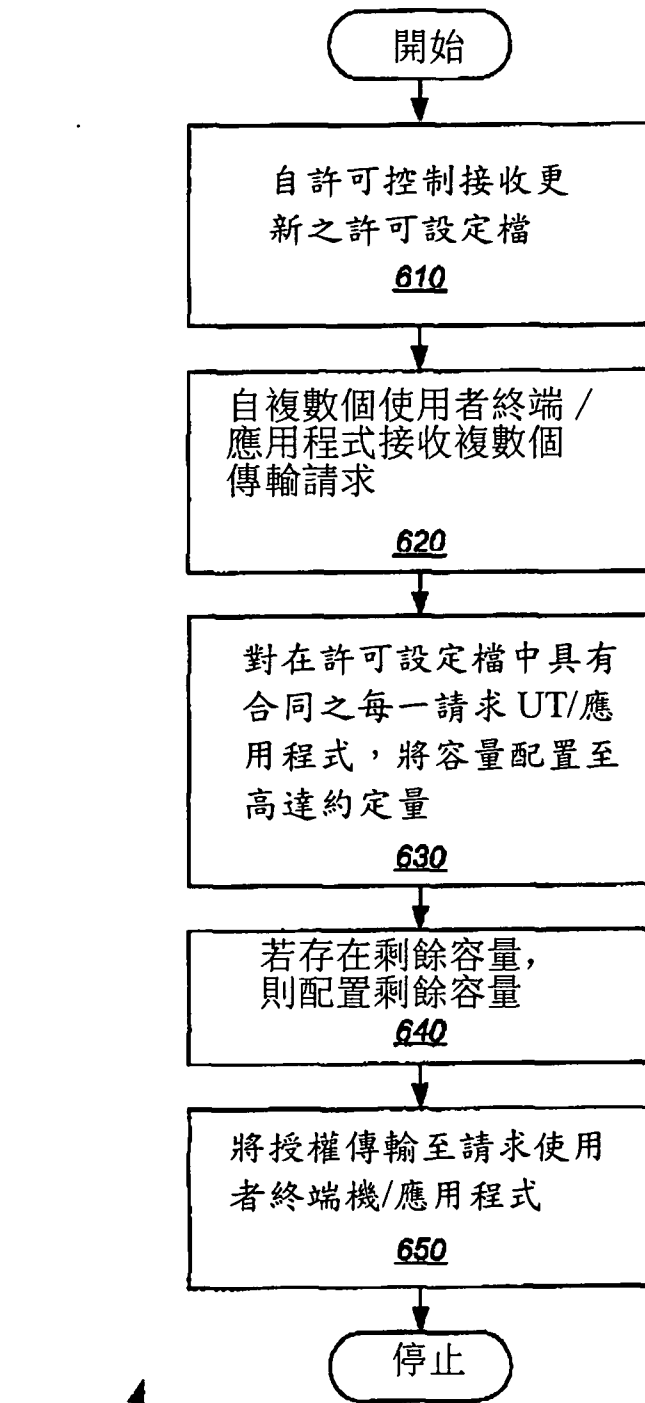 開始
自許可控制接收更
新之許可設定檔
610
自複數個使用者終端/
應用程式接收複數個
傳輸請求
620
對在許可設定檔中具有
合同之每一請求 UT/應
用程式，將容量配置至
高達約定量
630
若存在剩餘容量,
則配置剩餘容量
640
將授權傳輸至請求使用
者終端機/應用程式
650
停止